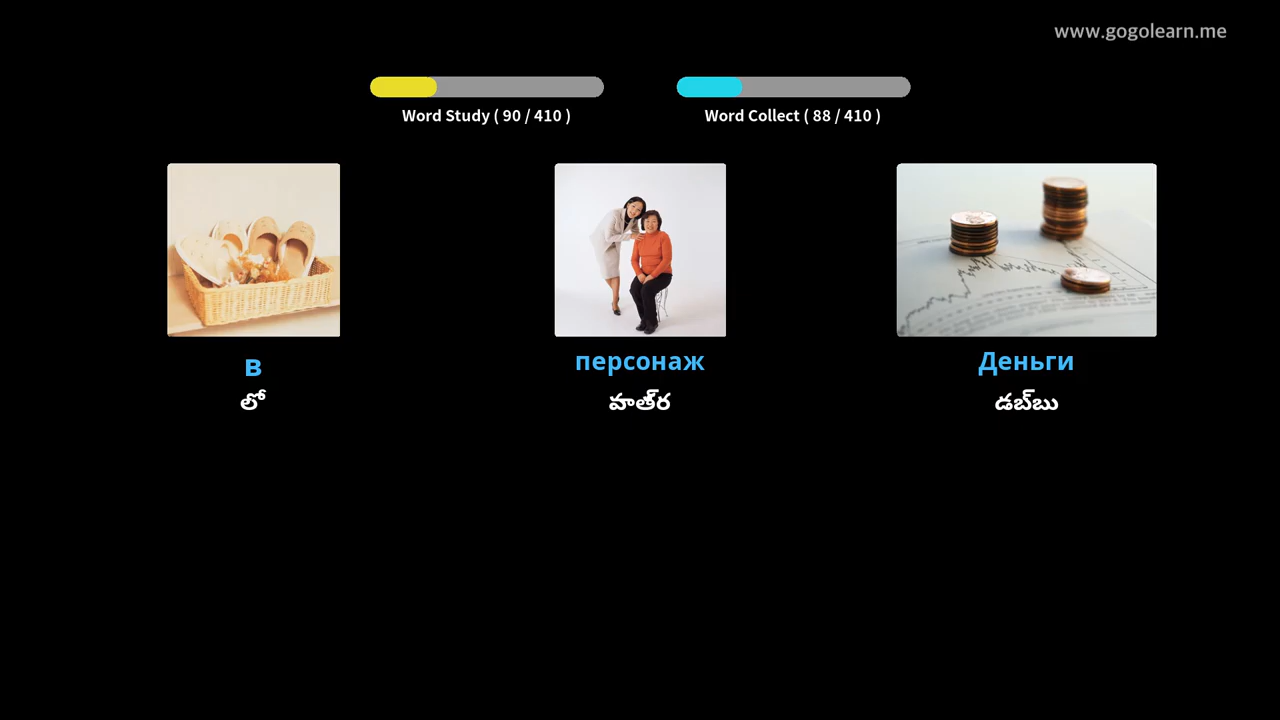 www.gogolearn.me
Word Study ( 90 / 410 )
Word Collect ( 88 / 410 )
в
персонаж
Деньги
లో
పాత్ర
డబ్బు